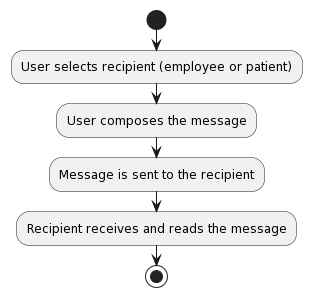 User selects recipient (employee or patient)
User composes the message
Message is sent to the recipient
Recipient receives and reads the message